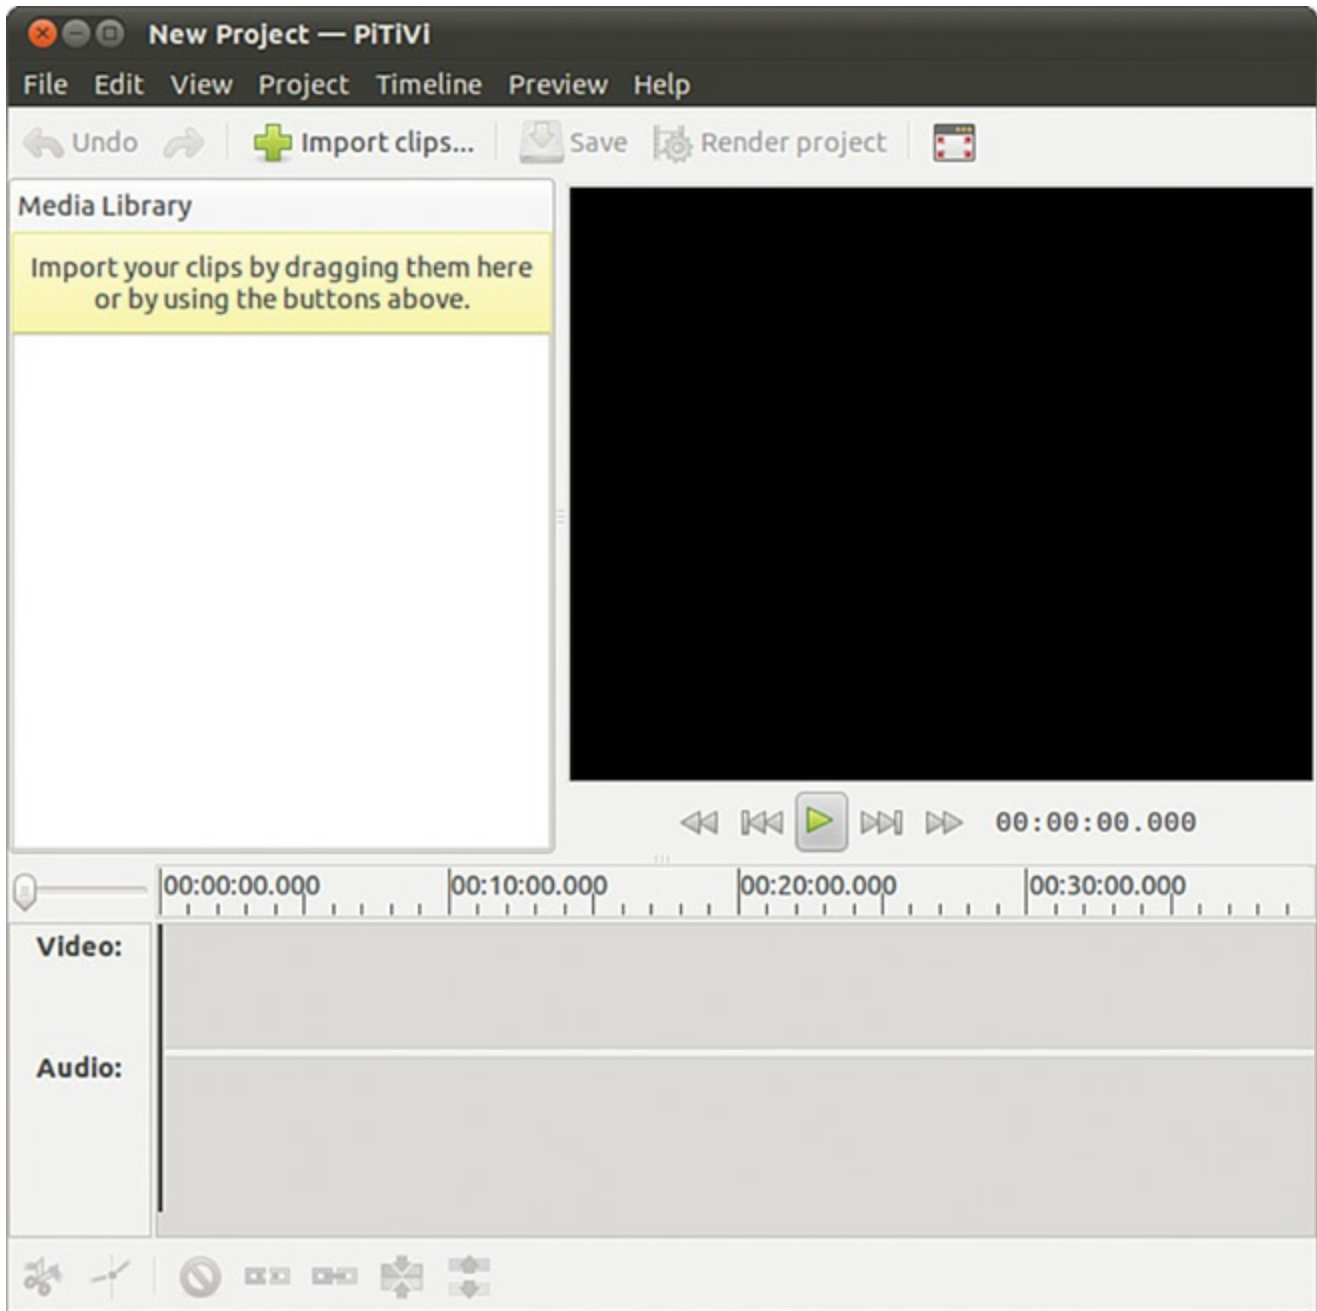 New Project — PiTiVi
File Edit View Project Timeline Preview Help
Undo Import clips... Save Render project
Media Library
Import your clips by dragging them here
or by using the buttons above.
00:00:00.000
00:00:00.000 00:10:00.000 00:20:00.000 00:30:00.000
Video:
Audio: